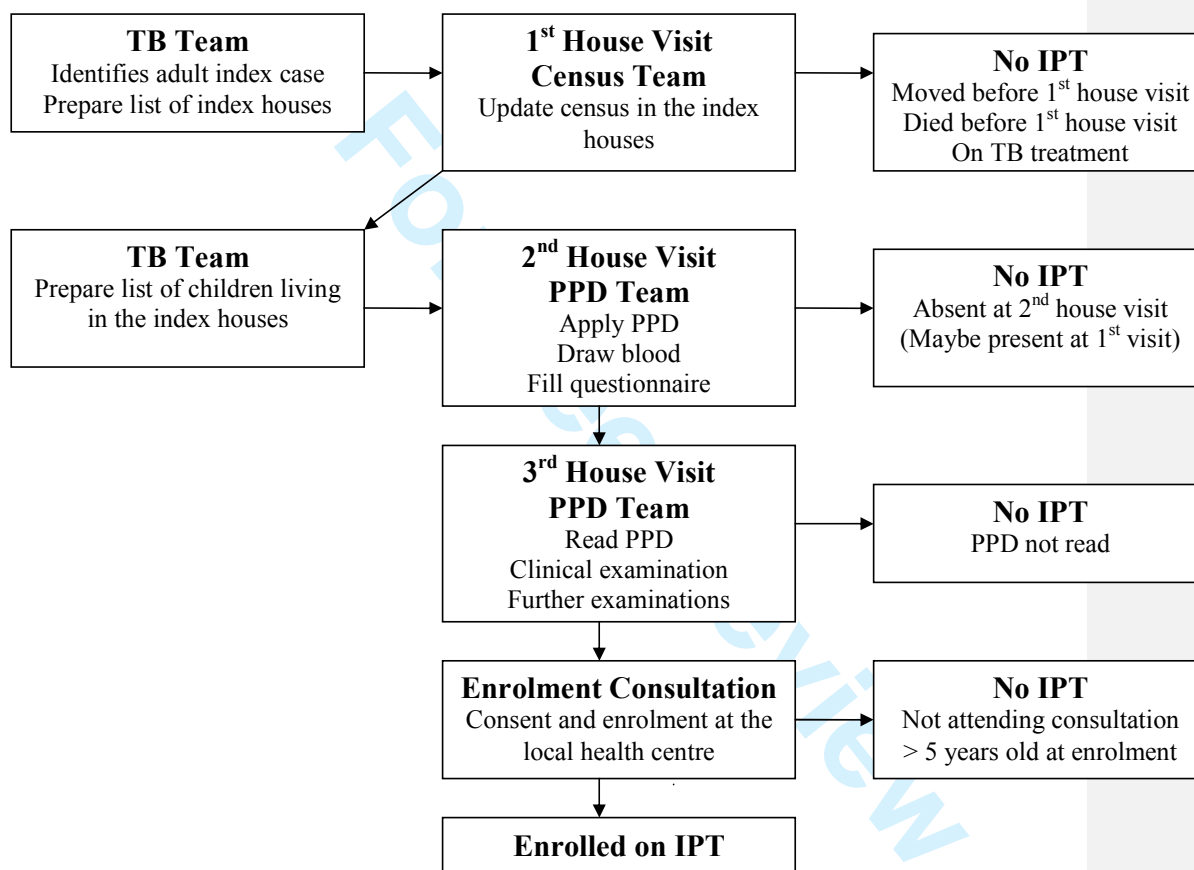 TB Team
Identifies adult index case
Prepare list of index houses
1st House Visit
Census Team
Update census in the index
houses
No IPT
Moved before 1st house visit
Died before 1st house visit
On TB treatment
TB Team
Prepare list of children living
in the index houses
2nd House Visit
PPD Team
Apply PPD
Draw blood
Fill questionnaire
No IPT
Absent at 2nd house visit
(Maybe present at 1st visit)
3rd House Visit
PPD Team
Read PPD
Clinical examination
Further examinations
No IPT
PPD not read
Enrolment Consultation
Consent and enrolment at the
local health centre
No IPT
Not attending consultation
> 5 years old at enrolment
Enrolled on IPT